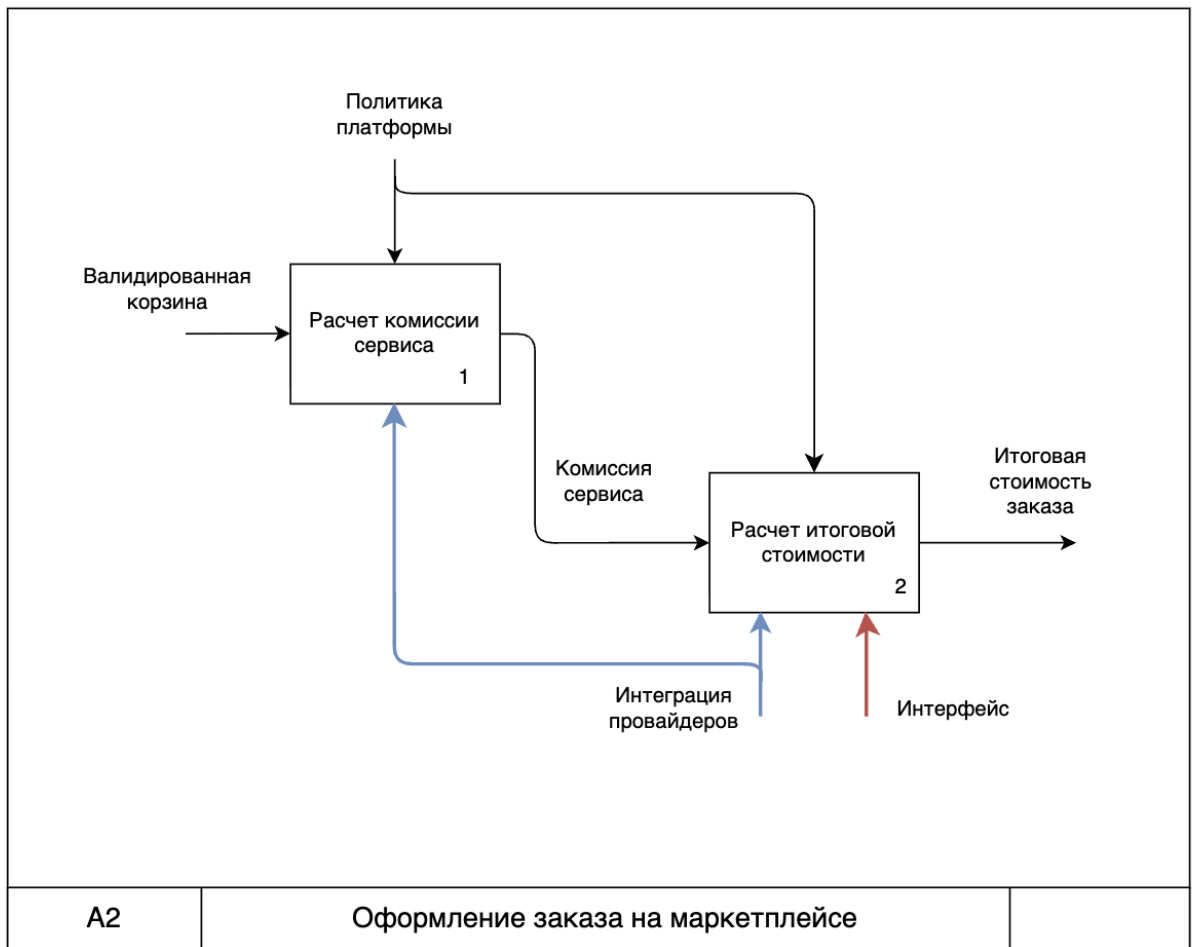 Политика
платформы
Валидированная
корзина
Расчет комиссии
сервиса
1
Комиссия
сервиса
Итоговая
стоимость
заказа
Расчет итоговой
стоимости
2
Интеграция
провайдеров
Интерфейс
А2
Оформление заказа на маркетплейсе